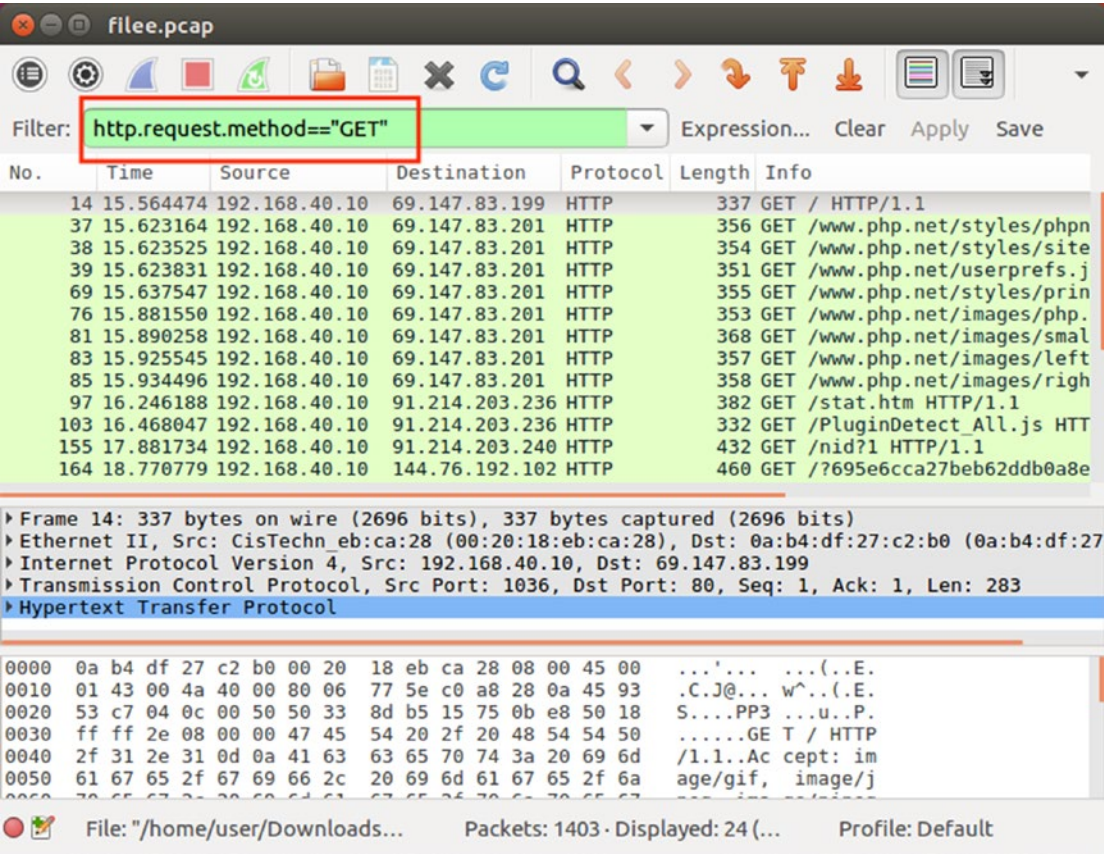 filee.pcap
Filter: http.request.method=="GET" Expression... Clear Apply Save
No. Time Source Destination Protocol Length Info
14 15.564474 192.168.40.10 69.147.83.199 HTTP 337 GET / HTTP/1.1
37 15.623164 192.168.40.10 69.147.83.201 HTTP 356 GET /www.php.net/styles/phpn
38 15.623525 192.168.40.10 69.147.83.201 HTTP 354 GET /www.php.net/styles/site
39 15.623831 192.168.40.10 69.147.83.201 HTTP 351 GET /www.php.net/userprefs.j
69 15.637547 192.168.40.10 69.147.83.201 HTTP 355 GET /www.php.net/styles/prin
76 15.881550 192.168.40.10 69.147.83.201 HTTP 353 GET /www.php.net/images/php.
81 15.890258 192.168.40.10 69.147.83.201 HTTP 368 GET /www.php.net/images/smal
83 15.925545 192.168.40.10 69.147.83.201 HTTP 357 GET /www.php.net/images/left
85 15.934496 192.168.40.10 69.147.83.201 HTTP 358 GET /www.php.net/images/righ
97 16.246188 192.168.40.10 91.214.203.236 HTTP 382 GET /stat.htm HTTP/1.1
103 16.468047 192.168.40.10 91.214.203.236 HTTP 332 GET /PluginDetect_All.js HTT
155 17.881734 192.168.40.10 91.214.203.240 HTTP 432 GET /nid?1 HTTP/1.1
164 18.770779 192.168.40.10 144.76.192.102 HTTP 460 GET /?695e6cca27beb62ddb0a8e
Frame 14: 337 bytes on wire (2696 bits), 337 bytes captured (2696 bits)
Ethernet II, Src: CisTechn_eb:ca:28 (00:20:18:eb:ca:28), Dst: 0a:b4:df:27:c2:b0 (0a:b4:df:27
Internet Protocol Version 4, Src: 192.168.40.10, Dst: 69.147.83.199
Transmission Control Protocol, Src Port: 1036, Dst Port: 80, Seq: 1, Ack: 1, Len: 283
Hypertext Transfer Protocol
0000 0a b4 df 27 c2 b0 00 20 18 eb ca 28 08 00 45 00 ...'... ...(..E.
0010 01 43 00 4a 40 00 80 06 77 5e c0 a8 28 0a 45 93 .C.J@... w^..(.E.
0020 53 c7 04 0c 00 50 50 33 8d b5 15 75 0b e8 50 18 S....PP3 ...u..P.
0030 ff ff 2e 08 00 00 47 45 54 20 2f 20 48 54 54 50 ......GE T / HTTP
0040 2f 31 2e 31 0d 0a 41 63 63 65 70 74 3a 20 69 6d /1.1..Ac cept: im
0050 61 67 65 2f 67 69 66 2c 20 69 6d 61 67 65 2f 6a age/gif, image/j
File: "/home/user/Downloads... Packets: 1403 · Displayed: 24 (... Profile: Default